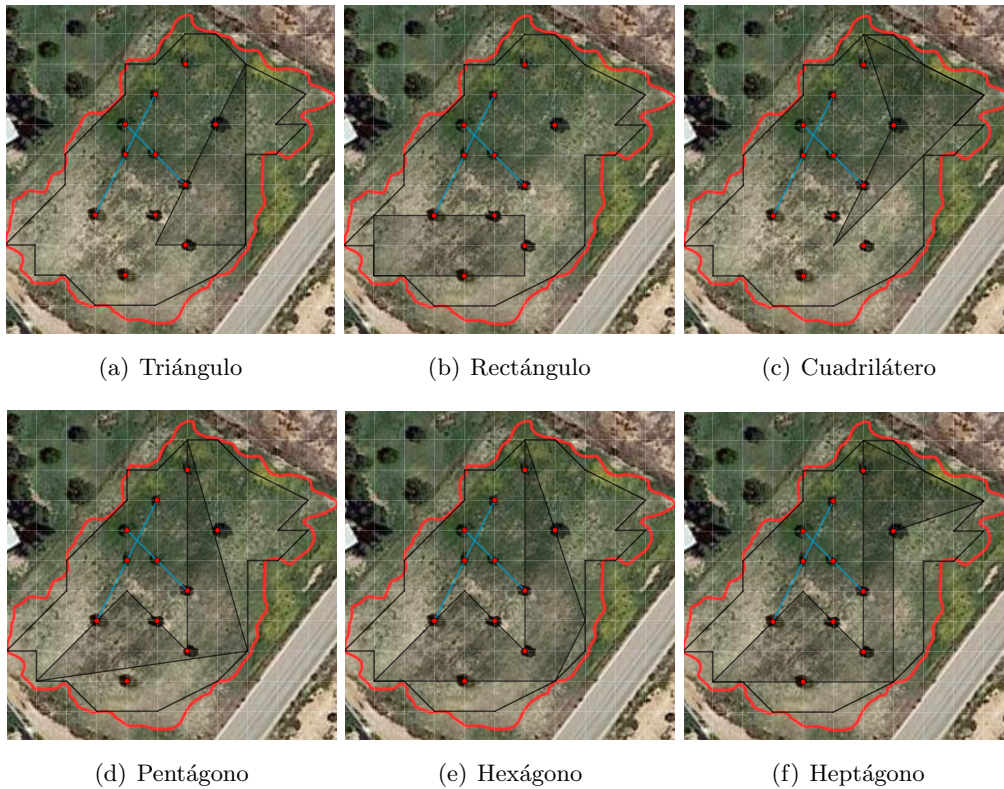 (a) Triángulo
(b) Rectángulo
(c) Cuadrilátero
(d) Pentágono
(e) Hexágono
(f) Heptágono